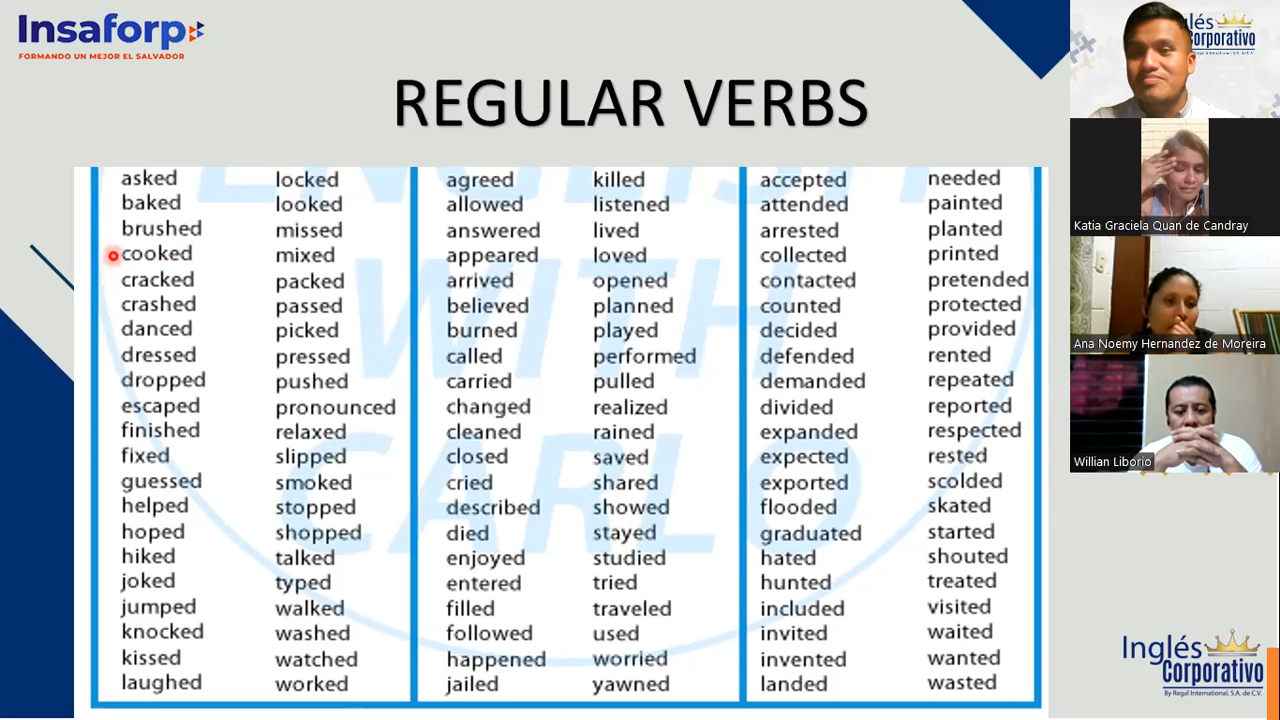 Insaforp
FORMANDO UN MEJOR EL SALVADOR
REGULAR VERBS
asked locked agreed killed accepted needed
baked looked allowed listened attended painted
brushed missed answered lived arrested planted
cooked mixed appeared loved collected printed
cracked packed arrived opened contacted pretended
crashed passed believed planned counted protected
danced picked burned played decided provided
dressed pressed called performed defended rented
dropped pushed carried pulled demanded repeated
escaped pronounced changed realized divided reported
finished relaxed cleaned rained expanded respected
fixed slipped closed saved expected rested
guessed smoked cried shared exported scolded
helped stopped described showed flooded skated
hoped shopped died stayed graduated started
hiked talked enjoyed studied hated shouted
joked typed entered tried hunted treated
jumped walked filled traveled included visited
knocked washed followed used invited waited
kissed watched happened worried invented wanted
laughed worked jailed yawned landed wasted
ENGLISH
WITH
CARLO
Inglés
Corporativo
Katia Graciela Quan de Candray
Ana Noemy Hernandez de Moreira
Willian Liborio
Inglés
Corporativo
By Regal International, S.A. de C.V.